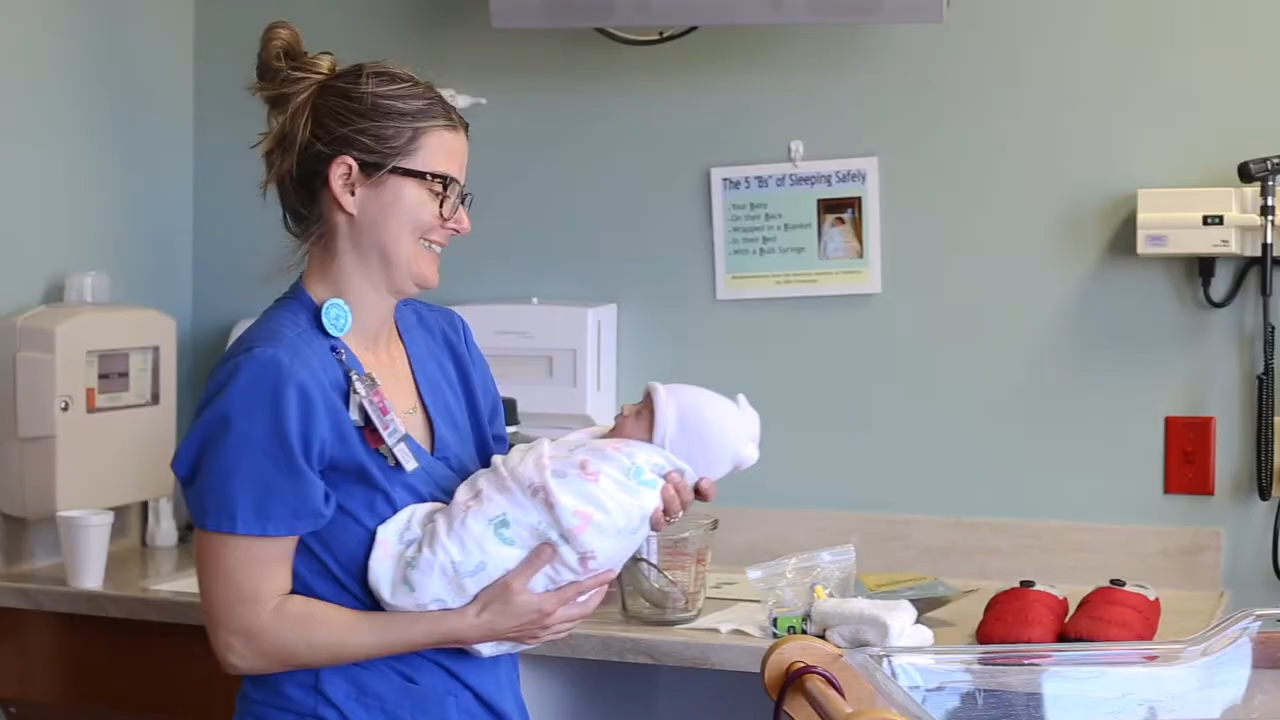 The 5 "Bs" of Sleeping Safely
- Your Baby
- On their Back
- Wrapped in a Blanket
- In their Bed
- With a Bulb Syringe